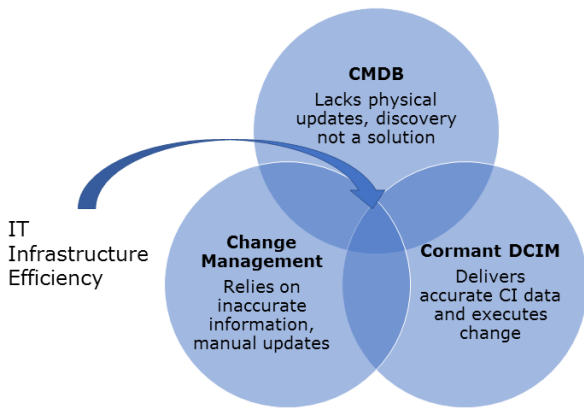 CMDB
Lacks physical
updates, discovery
not a solution
IT
Infrastructure
Efficiency
Change
Management
Relies on
inaccurate
information,
manual updates
Cormant DCIM
Delivers
accurate CI data
and executes
change